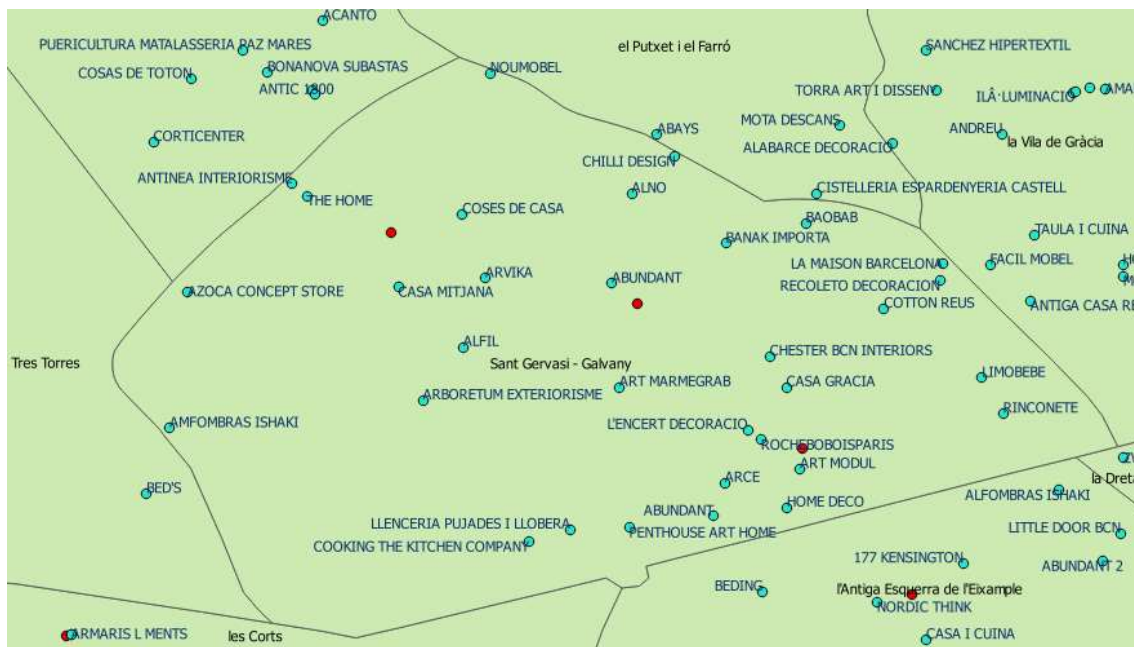 ACANTO
PUERICULTURA MATALASSERIA PAZ MARES
el Putxet i el Farró
SANCHEZ HIPERTEXTIL
COSAS DE TOTON
BONANOVA SUBASTAS
NOUMOBEL
ANTIC 1800
TORRA ART I DISSENY
ILÂ·LUMINACIO
AMA
CORTICENTER
ABAYS
MOTA DESCANS
ANDREU
la Vila de Gràcia
CHILLI DESIGN
ALABARCE DECORACIO
ANTINEA INTERIORISME
THE HOME
ALNO
CISTELLERIA ESPARDENYERIA CASTELL
COSES DE CASA
BAOBAB
TAULA I CUINA
BANAK IMPORTA
LA MAISON BARCELONA
FACIL MOBEL
AZOCA CONCEPT STORE
CASA MITJANA
ARVIKA
ABUNDANT
RECOLETO DECORACION
COTTON REUS
ANTIGA CASA RE
ALFIL
Tres Torres
Sant Gervasi - Galvany
CHESTER BCN INTERIORS
ART MARMEGRAB
CASA GRACIA
LIMOBEBE
ARBORETUM EXTERIORISME
RINCONETE
AMFOMBRAS ISHAKI
L'ENCERT DECORACIO
ROCHEBOBOISPARIS
ART MODUL
BED'S
ARCE
la Dreta
ALFOMBRAS ISHAKI
LLENCERIA PUJADES I LLOBERA
ABUNDANT
HOME DECO
COOKING THE KITCHEN COMPANY
PENTHOUSE ART HOME
LITTLE DOOR BCN
177 KENSINGTON
ABUNDANT 2
BEDING
l'Antiga Esquerra de l'Eixample
NORDIC THINK
ARMARIS L MENTS
les Corts
CASA I CUINA